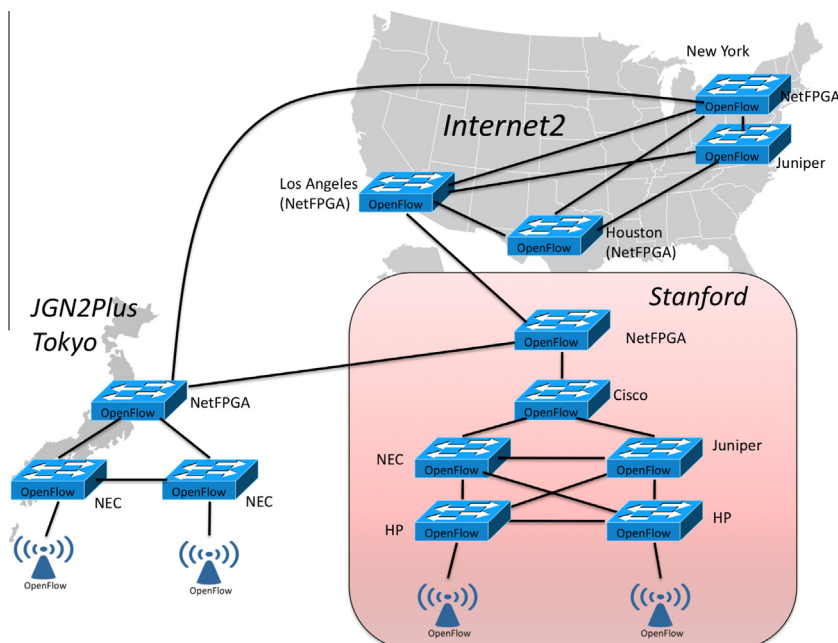 New York
NetFPGA
OpenFlow
Internet2
OpenFlow
Juniper
Los Angeles
(NetFPGA)
OpenFlow
Houston
(NetFPGA)
OpenFlow
Stanford
JGN2Plus
Tokyo
NetFPGA
OpenFlow
Cisco
OpenFlow
NetFPGA
OpenFlow
NEC
OpenFlow
Juniper
OpenFlow
OpenFlow
NEC
OpenFlow
NEC
HP
OpenFlow
HP
OpenFlow
OpenFlow
OpenFlow
OpenFlow
OpenFlow